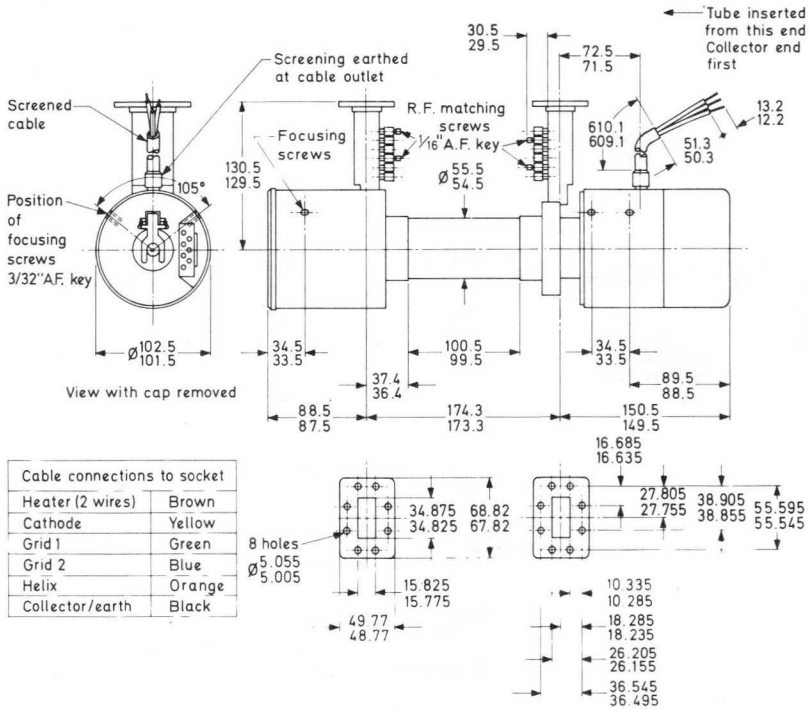 Tube inserted
from this end
Collector end
first
30.5
29.5
72.5
71.5
Screening earthed
at cable outlet
Screened
cable
R.F. matching
screws
1/16" A.F. key
Focusing
screws
610.1
609.1
13.2
12.2
51.3
50.3
130.5
129.5
Ø 55.5
54.5
105°
Position
of
focusing
screws
3/32" A.F. key
Ø 102.5
101.5
34.5
33.5
100.5
99.5
34.5
33.5
37.4
36.4
89.5
88.5
View with cap removed
88.5
87.5
174.3
173.3
150.5
149.5
Cable connections to socket
Heater (2 wires) Brown
Cathode Yellow
Grid 1 Green
Grid 2 Blue
Helix Orange
Collector/earth Black
34.875
34.825
68.82
67.82
8 holes
Ø 5.055
5.005
15.825
15.775
49.77
48.77
16.685
16.635
27.805
27.755
38.905
38.855
55.595
55.545
10.335
10.285
18.285
18.235
26.205
26.155
36.545
36.495